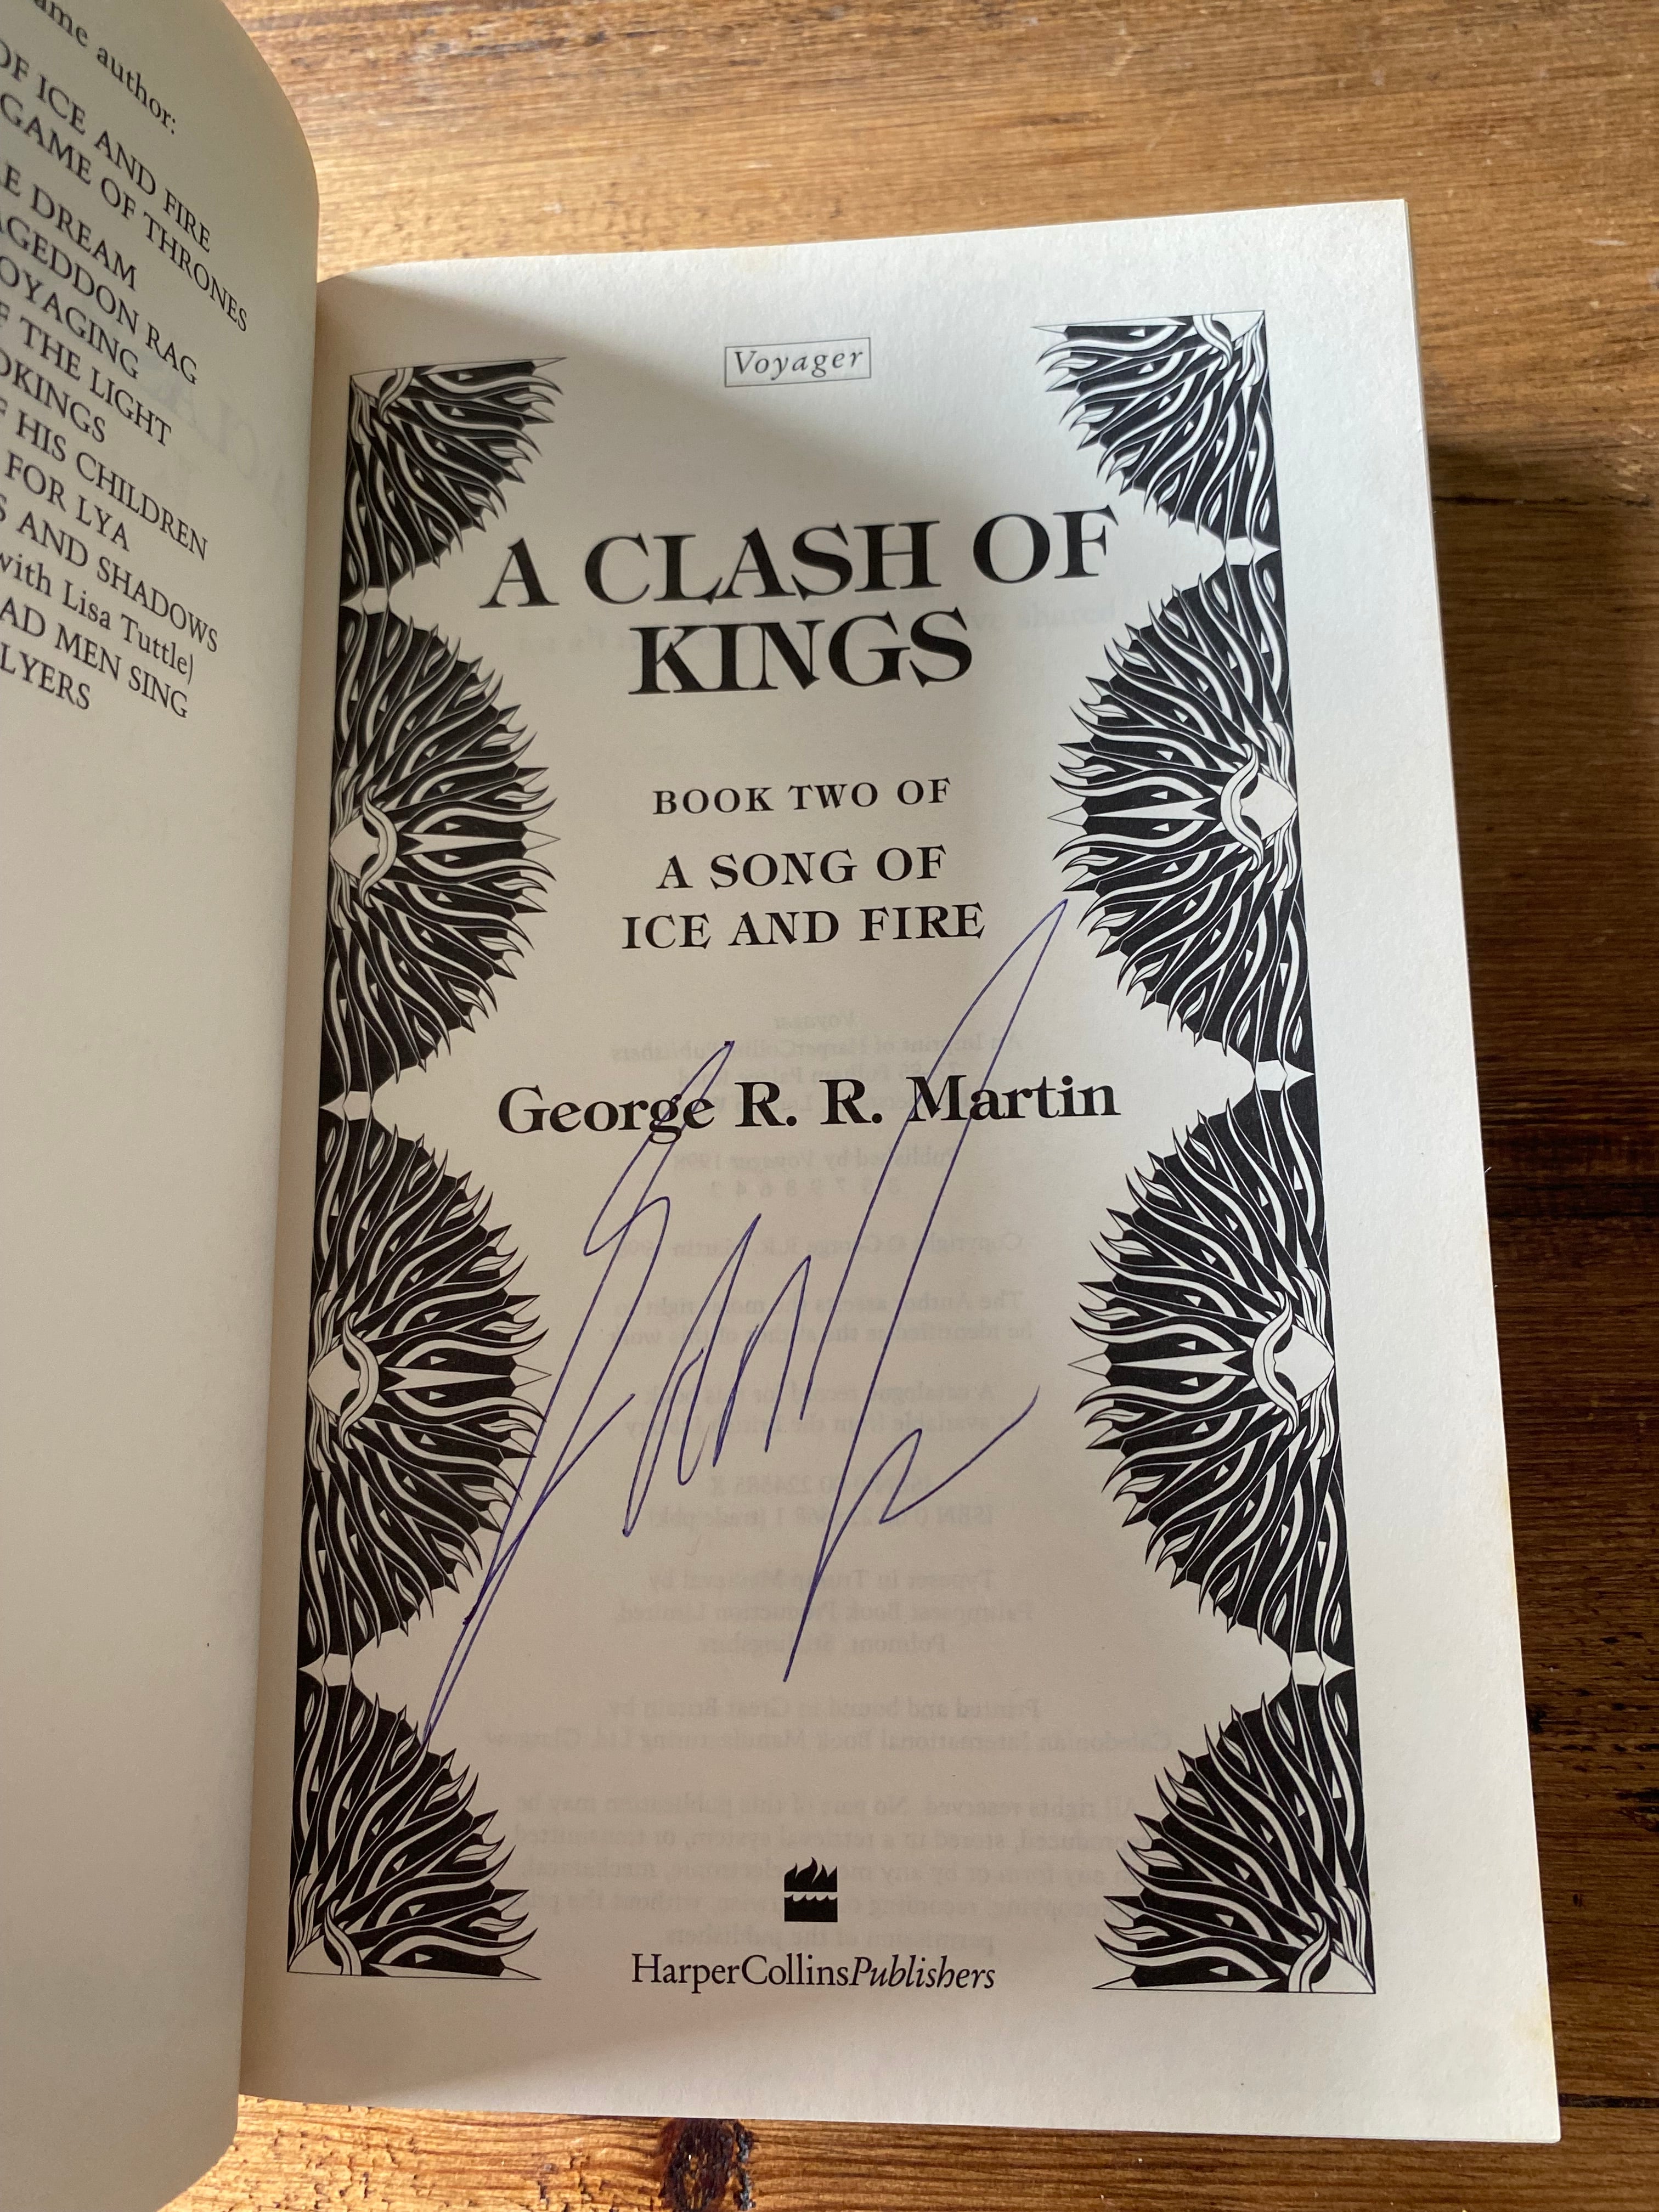 ame author:
OF ICE AND FIRE
GAME OF THRONES
E DREAM
AGEDDON RAG
OYAGING
F THE LIGHT
DKINGS
F HIS CHILDREN
FOR LYA
S AND SHADOWS
with Lisa Tuttle)
AD MEN SING
LYERS
Voyager
A CLASH OF
KINGS
BOOK TWO OF
A SONG OF
ICE AND FIRE
George R. R. Martin
HarperCollinsPublishers